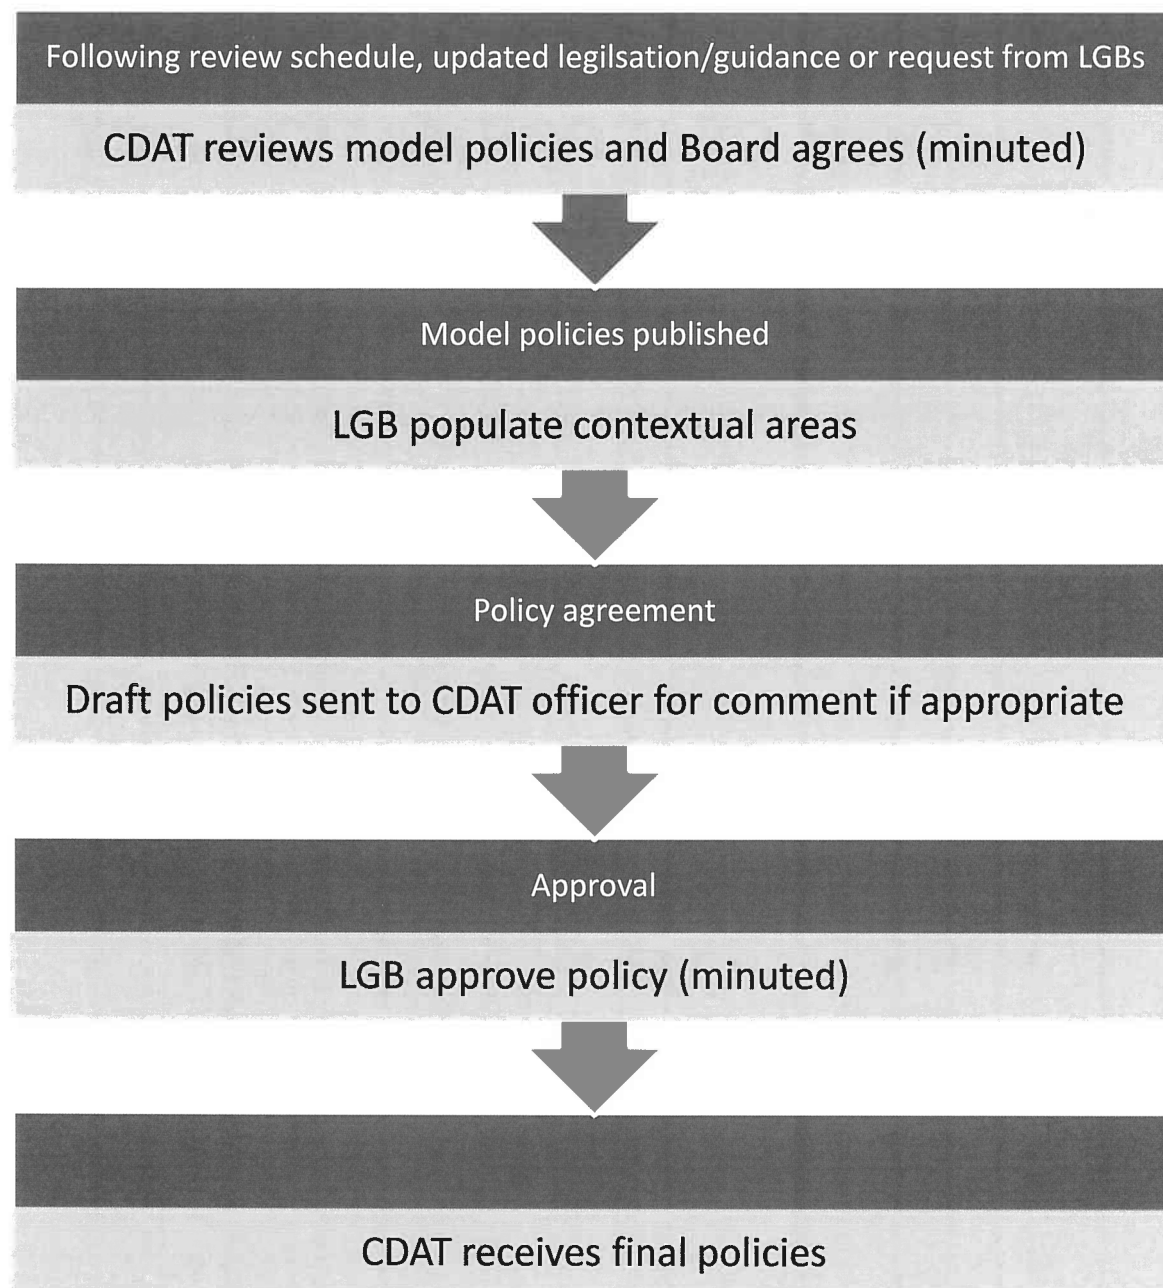 Following review schedule, updated legilsation/guidance or request from LGBs
CDAT reviews model policies and Board agrees (minuted)
Model policies published
LGB populate contextual areas
Policy agreement
Draft policies sent to CDAT officer for comment if appropriate
Approval
LGB approve policy (minuted)
CDAT receives final policies